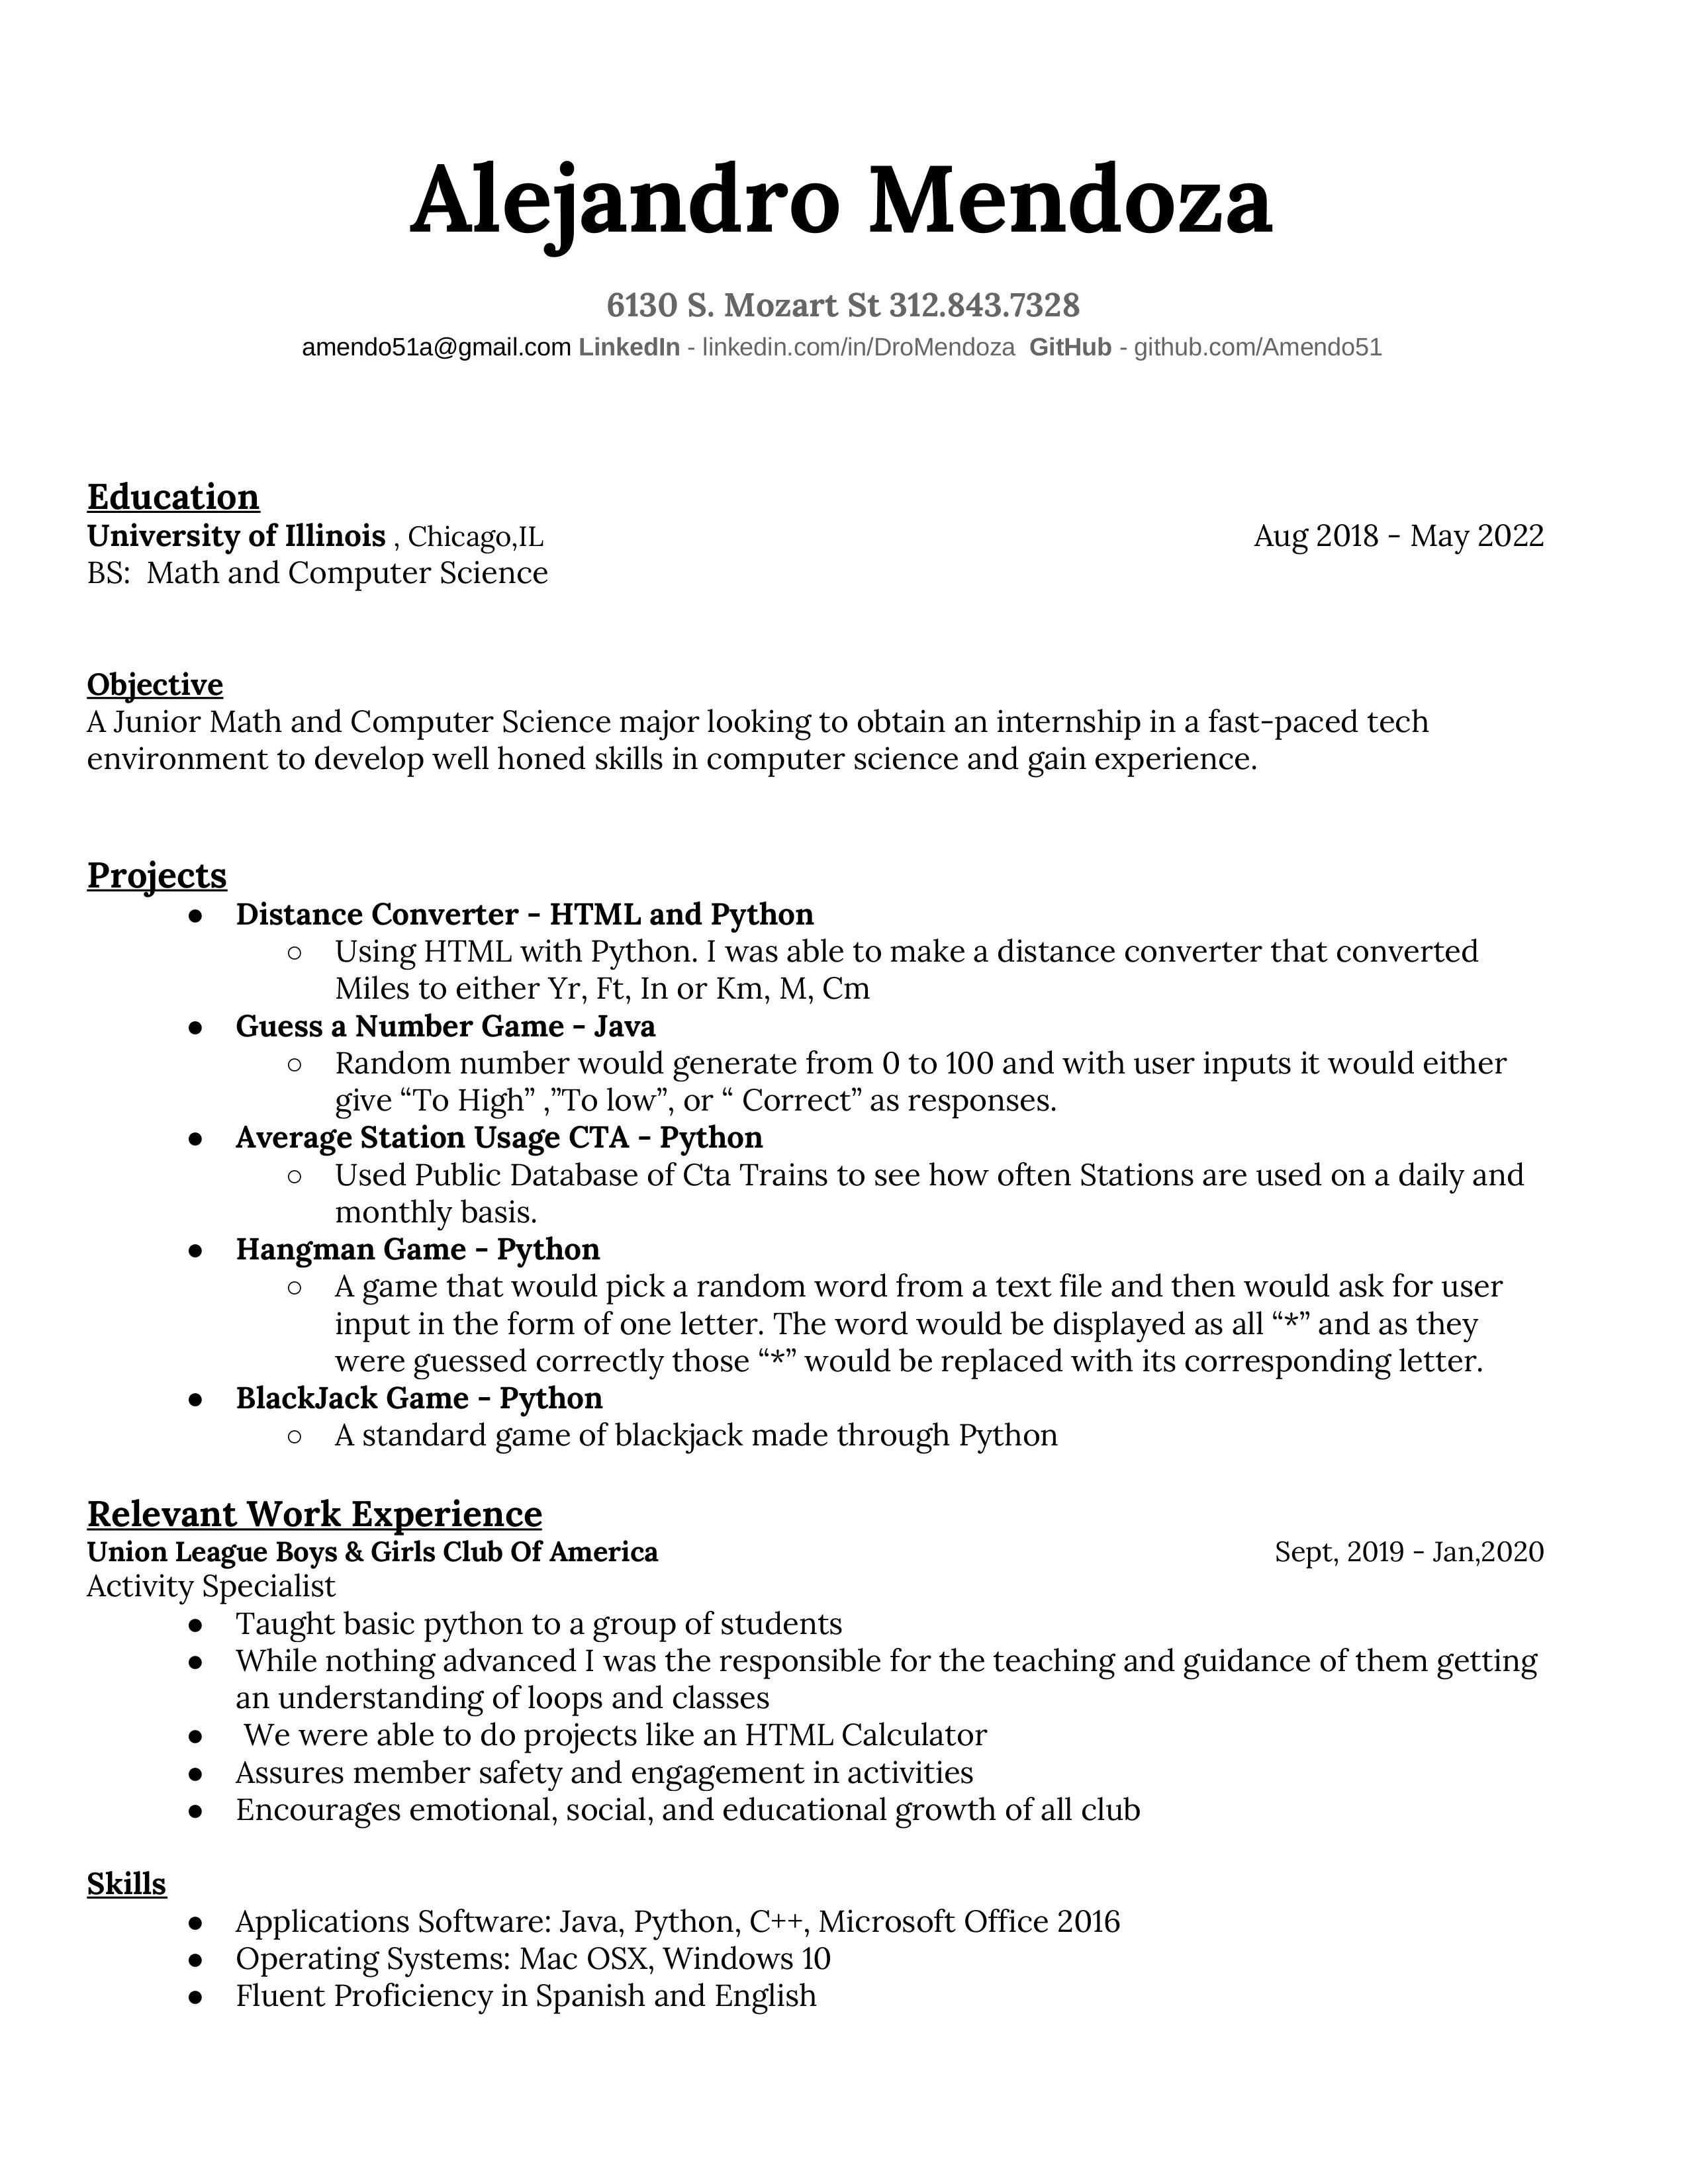 Alejandro Mendoza
6130 S. Mozart St 312.843.7328
amendo51a@gmail.com LinkedIn - linkedin.com/in/DroMendoza  GitHub - github.com/Amendo51
Education
University of Illinois , Chicago,IL Aug 2018 - May 2022
BS:  Math and Computer Science
Objective
A Junior Math and Computer Science major looking to obtain an internship in a fast-paced tech
environment to develop well honed skills in computer science and gain experience.
Projects
● Distance Converter - HTML and Python
○ Using HTML with Python. I was able to make a distance converter that converted
Miles to either Yr, Ft, In or Km, M, Cm
● Guess a Number Game - Java
○ Random number would generate from 0 to 100 and with user inputs it would either
give “To High” ,”To low”, or “ Correct” as responses.
● Average Station Usage CTA - Python
○ Used Public Database of Cta Trains to see how often Stations are used on a daily and
monthly basis.
● Hangman Game - Python
○ A game that would pick a random word from a text file and then would ask for user
input in the form of one letter. The word would be displayed as all “*” and as they
were guessed correctly those “*” would be replaced with its corresponding letter.
● BlackJack Game - Python
○ A standard game of blackjack made through Python
Relevant Work Experience
Union League Boys & Girls Club Of America Sept, 2019 - Jan,2020
Activity Specialist
● Taught basic python to a group of students
● While nothing advanced I was the responsible for the teaching and guidance of them getting
an understanding of loops and classes
● We were able to do projects like an HTML Calculator
● Assures member safety and engagement in activities
● Encourages emotional, social, and educational growth of all club
Skills
● Applications Software: Java, Python, C++, Microsoft Office 2016
● Operating Systems: Mac OSX, Windows 10
● Fluent Proficiency in Spanish and English